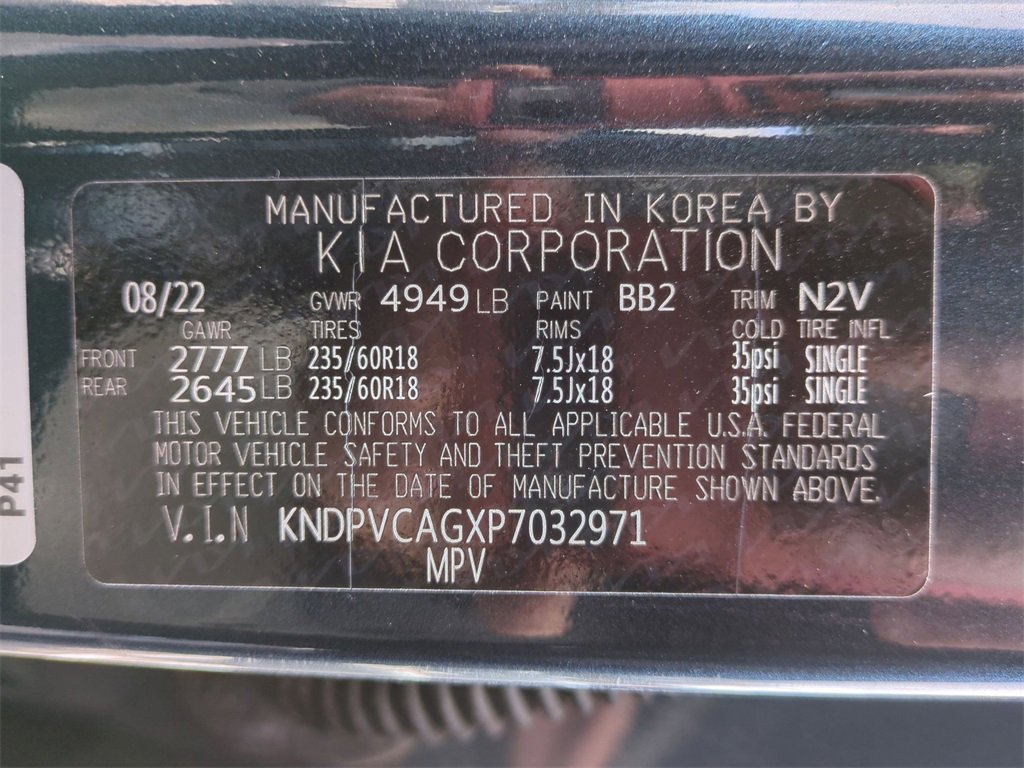 MANUFACTURED IN KOREA BY
KIA CORPORATION
08/22 GVWR 4949 LB PAINT BB2 TRIM N2V
GAWR TIRES RIMS COLD TIRE INFL
FRONT 2777 LB 235/60R18 7.5Jx18 35psi SINGLE
REAR 2645 LB 235/60R18 7.5Jx18 35psi SINGLE
THIS VEHICLE CONFORMS TO ALL APPLICABLE U.S.A. FEDERAL
MOTOR VEHICLE SAFETY AND THEFT PREVENTION STANDARDS
IN EFFECT ON THE DATE OF MANUFACTURE SHOWN ABOVE.
V.I.N KNDPVCAGXP7032971
MPV
P41